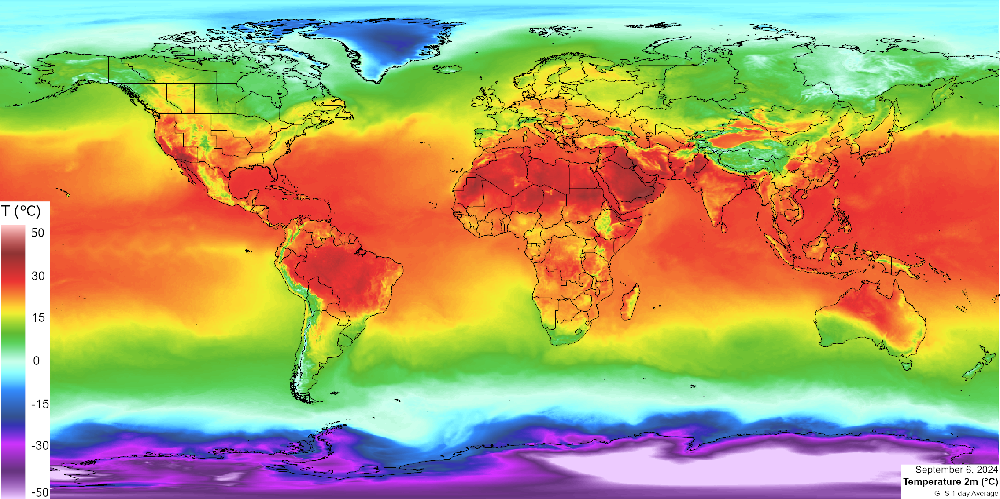 T (°C)
50
30
15
0
-15
-30
-50
September 6, 2024
Temperature 2m (°C)
GFS 1-day Average